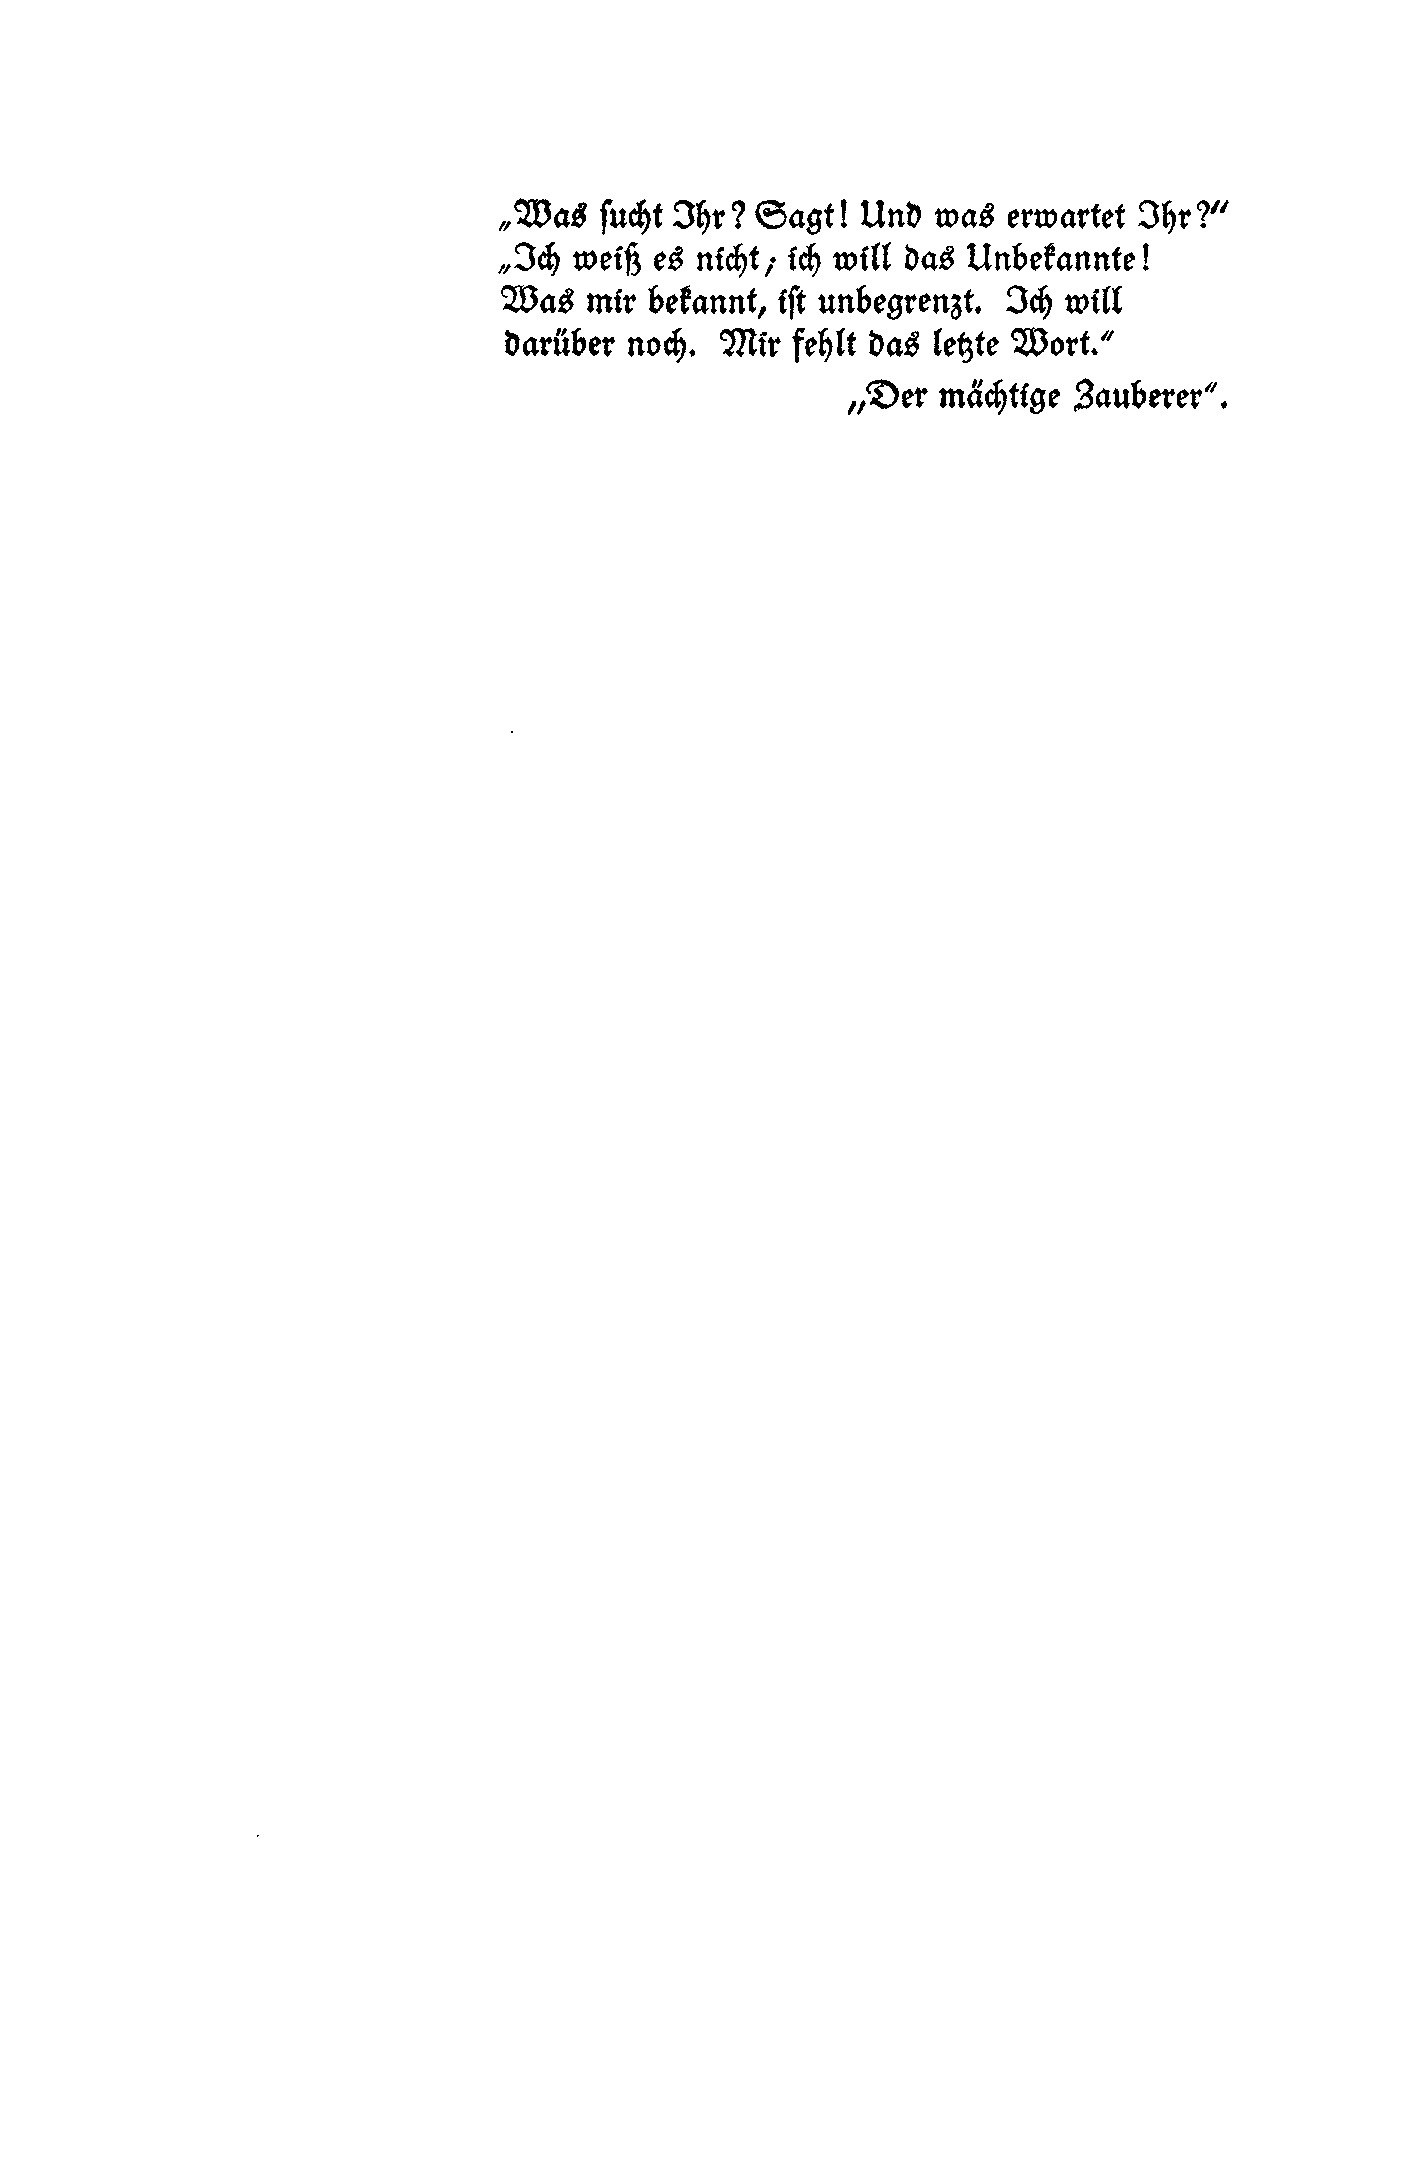 „Was sucht Ihr? Sagt! Und was erwartet Ihr?“
„Ich weiß es nicht; ich will das Unbekannte!
Was mir bekannt, ist unbegrenzt. Ich will
darüber noch. Mir fehlt das letzte Wort.“
„Der mächtige Zauberer“.